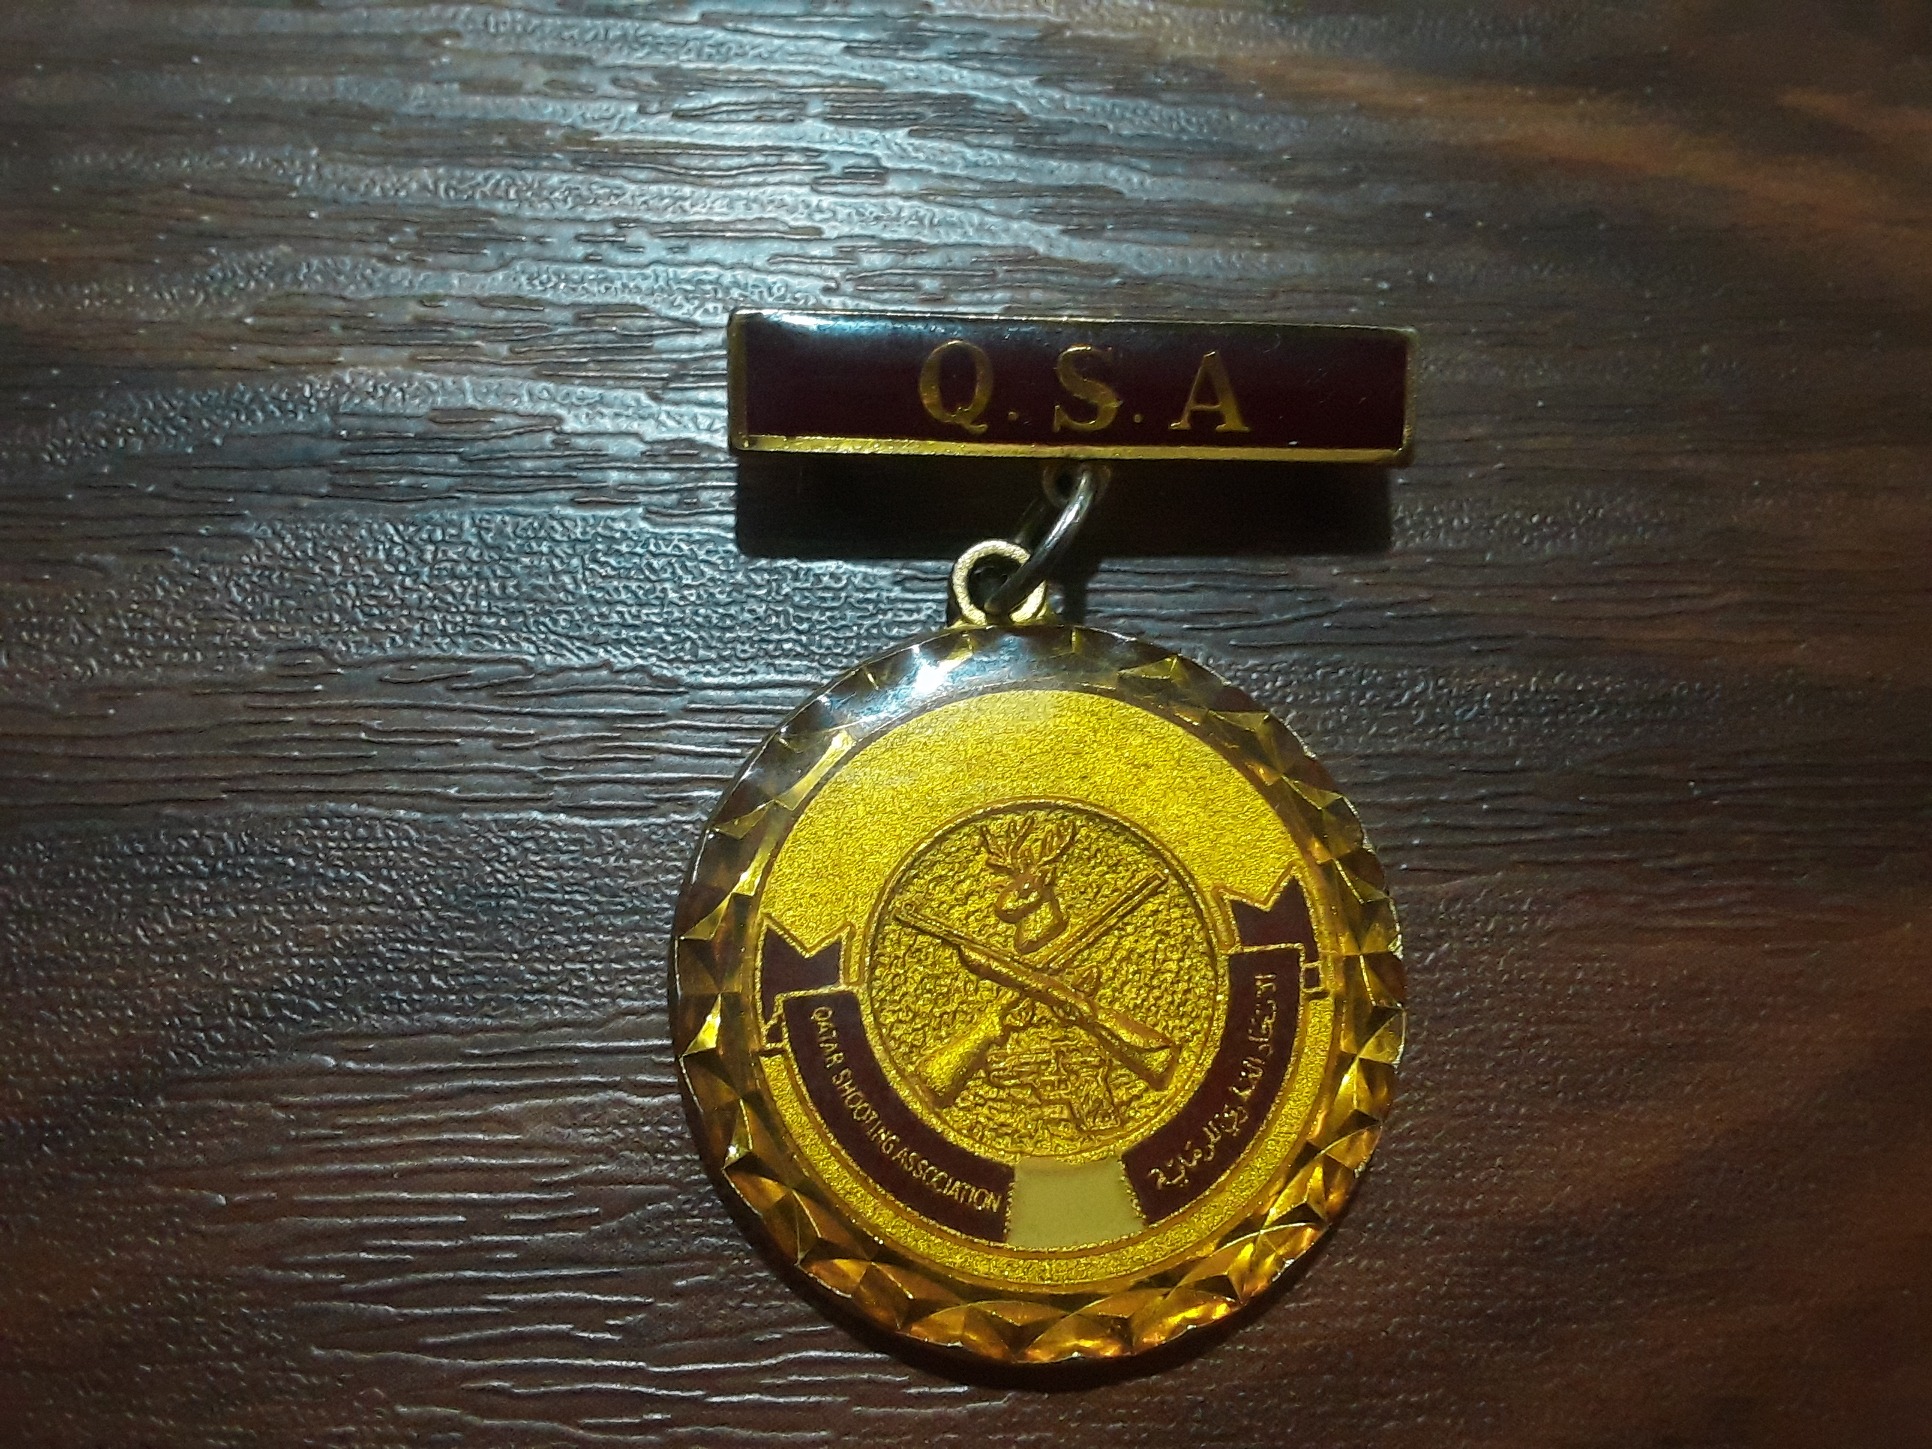 Q.S.A
QATAR SHOOTING ASSOCIATION
الاتحاد القطري للرماية